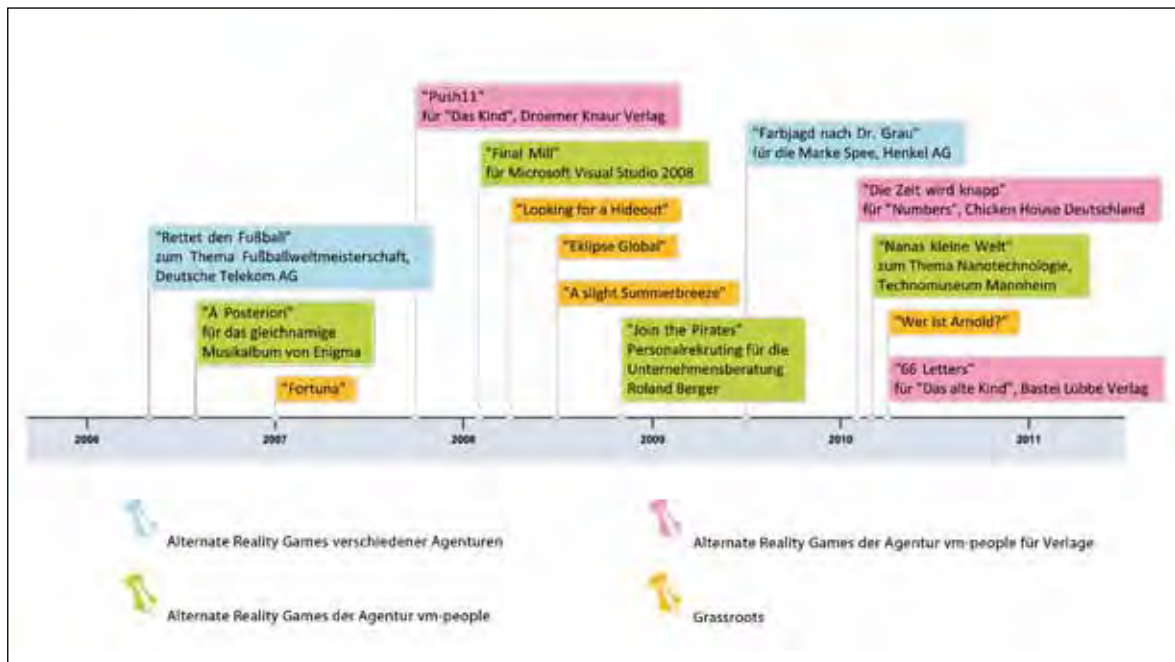 "Push11"
für "Das Kind", Droemer Knaur Verlag
"Farbjagd nach Dr. Grau"
für die Marke Spee, Henkel AG
"Final Mill"
für Microsoft Visual Studio 2008
"Die Zeit wird knapp"
für "Numbers", Chicken House Deutschland
"Looking for a Hideout"
"Rettet den Fußball"
zum Thema Fußballweltmeisterschaft,
Deutsche Telekom AG
"Eklipse Global"
"Nanas kleine Welt"
zum Thema Nanotechnologie,
Technomuseum Mannheim
"A slight Summerbreeze"
"A Posteriori"
für das gleichnamige
Musikalbum von Enigma
"Join the Pirates"
Personalrekruting für die
Unternehmensberatung
Roland Berger
"Wer ist Arnold?"
"Fortuna"
"66 Letters"
für "Das alte Kind", Bastei Lübbe Verlag
2006 2007 2008 2009 2010 2011
Alternate Reality Games verschiedener Agenturen
Alternate Reality Games der Agentur vm-people für Verlage
Alternate Reality Games der Agentur vm-people
Grassroots